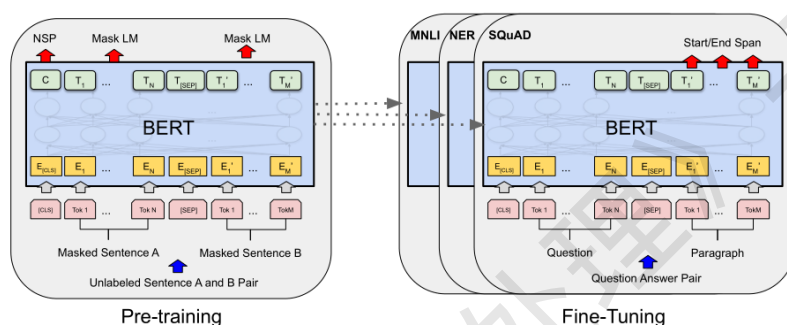 NSP Mask LM Mask LM
C T1 ... TN T[SEP] T1' ... TM'
BERT
E[CLS] E1 ... EN E[SEP] E1' ... EM'
[CLS] Tok 1 ... Tok N [SEP] Tok 1 ... TokM
Masked Sentence A Masked Sentence B
Unlabeled Sentence A and B Pair
Pre-training
MNLI NER SQuAD
Start/End Span
C T1 ... TN T[SEP] T1' ... TM'
BERT
E[CLS] E1 ... EN E[SEP] E1' ... EM'
[CLS] Tok 1 ... Tok N [SEP] Tok 1 ... TokM
Question Paragraph
Question Answer Pair
Fine-Tuning
处理》